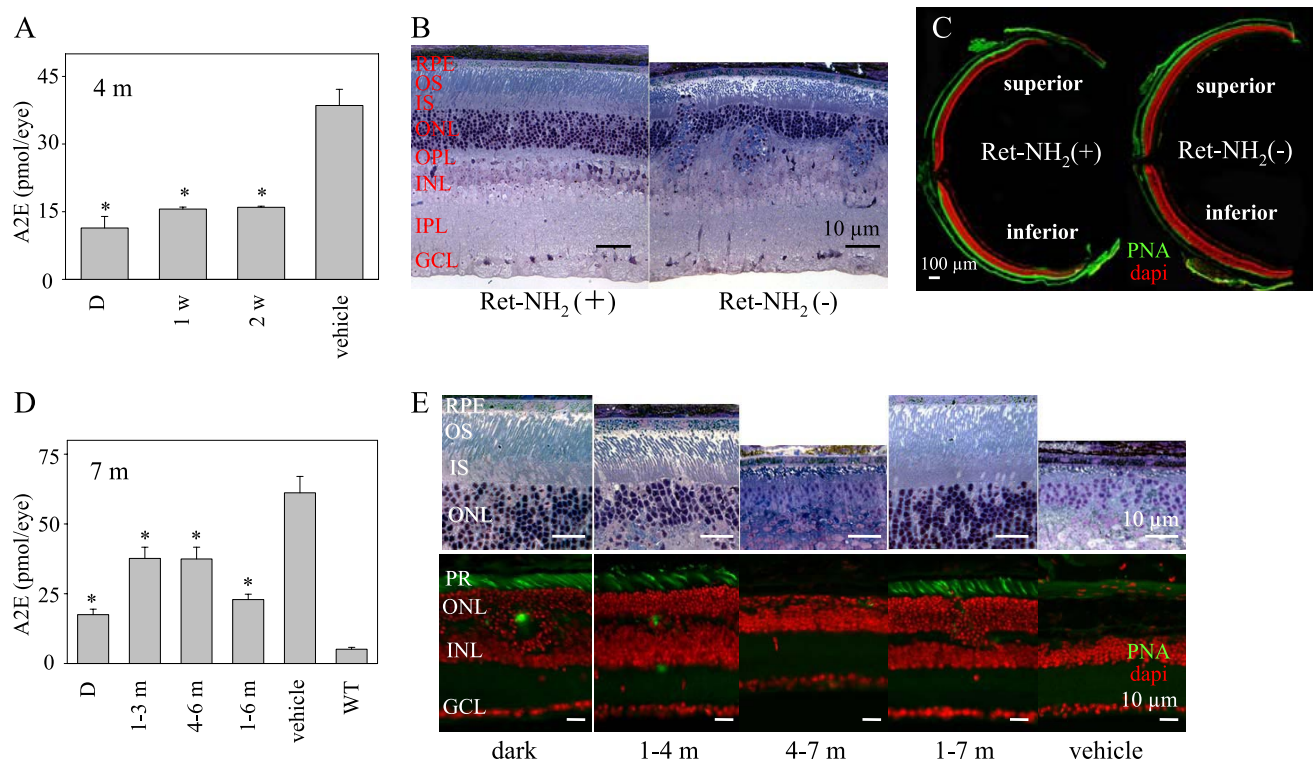 A
4 m
A2E (pmol/eye)
45
30
15
0
*
*
*
D
1 w
2 w
vehicle
B
RPE
OS
IS
ONL
OPL
INL
IPL
GCL
10 µm
Ret-NH2 (+)
Ret-NH2 (-)
C
superior
superior
Ret-NH2(+)
Ret-NH2(-)
inferior
inferior
PNA
dapi
100 µm
D
7 m
A2E (pmol/eye)
75
50
25
0
*
*
*
*
D
1-3 m
4-6 m
1-6 m
vehicle
WT
E
RPE
OS
IS
ONL
10 µm
PR
ONL
INL
GCL
PNA
dapi
10 µm
dark
1-4 m
4-7 m
1-7 m
vehicle